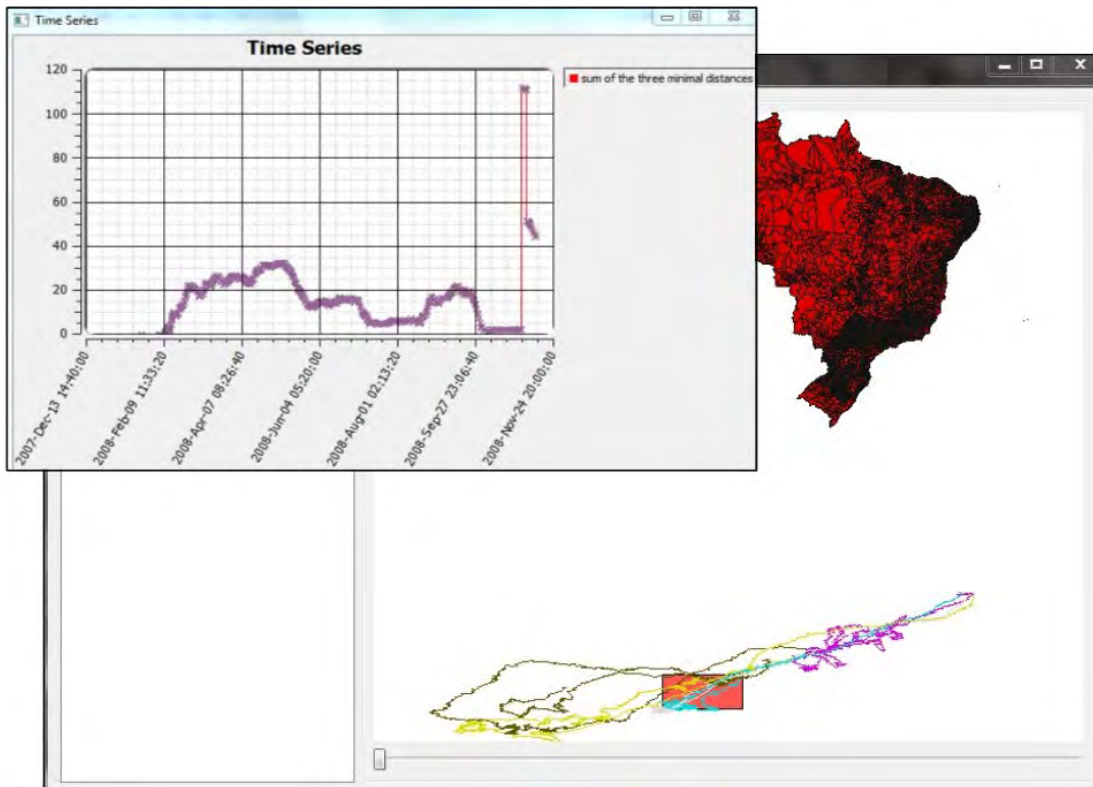 Time Series
Time Series
sum of the three minimal distances
120
100
80
60
40
20
0
2007-Dec-13 14:40:00
2008-Feb-09 11:33:20
2008-Apr-07 08:26:40
2008-Jun-04 05:20:00
2008-Aug-01 02:13:20
2008-Sep-27 23:06:40
2008-Nov-24 20:00:00